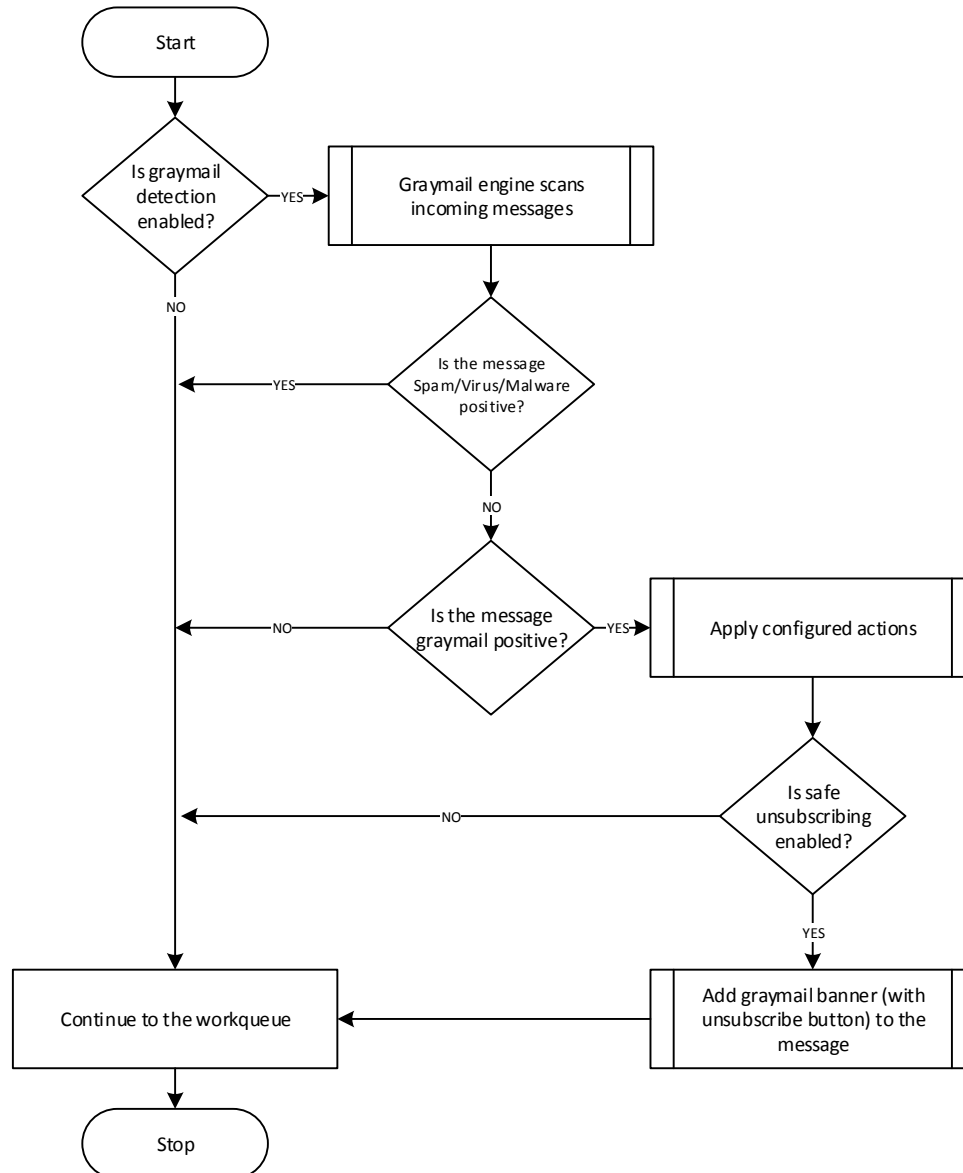 Start
Is graymail
detection
enabled?
YES
Graymail engine scans
incoming messages
NO
Is the message
Spam/Virus/Malware
positive?
YES
NO
Is the message
graymail positive?
NO
YES
Apply configured actions
Is safe
unsubscribing
enabled?
NO
YES
Continue to the workqueue
Add graymail banner (with
unsubscribe button) to the
message
Stop